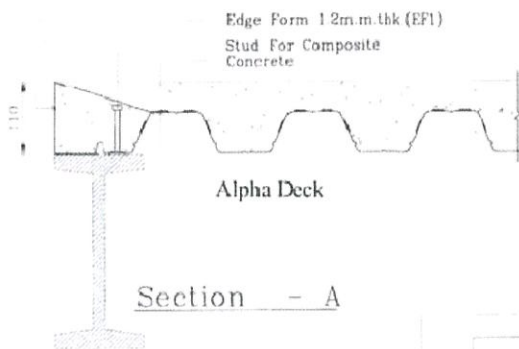 Edge Form 1 2m.m.thk (EF1)
Stud For Composite
Concrete
Alpha Deck
Section - A